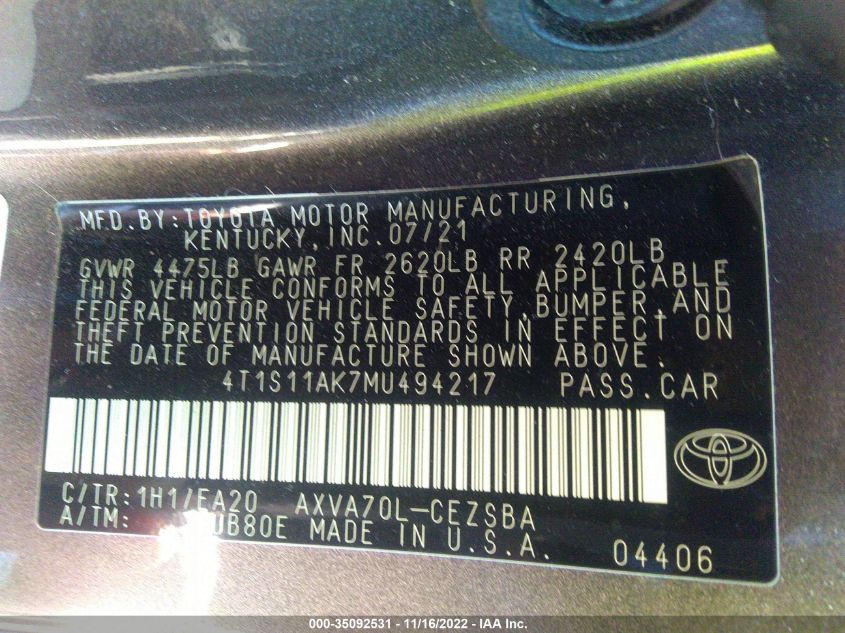 MFD.BY:TOYOTA MOTOR MANUFACTURING,
KENTUCKY,INC.07/21
GVWR 4475LB GAWR FR 2620LB RR 2420LB
THIS VEHICLE CONFORMS TO ALL APPLICABLE
FEDERAL MOTOR VEHICLE SAFETY,BUMPER,AND
THEFT PREVENTION STANDARDS IN EFFECT ON
THE DATE OF MANUFACTURE SHOWN ABOVE.
4T1S11AK7MU494217 PASS.CAR
C/TR:1H1/FA20 AXVA70L-CEZSBA
A/TM: UB80E MADE IN U.S.A. 04406
000-35092531 - 11/16/2022 - IAA Inc.